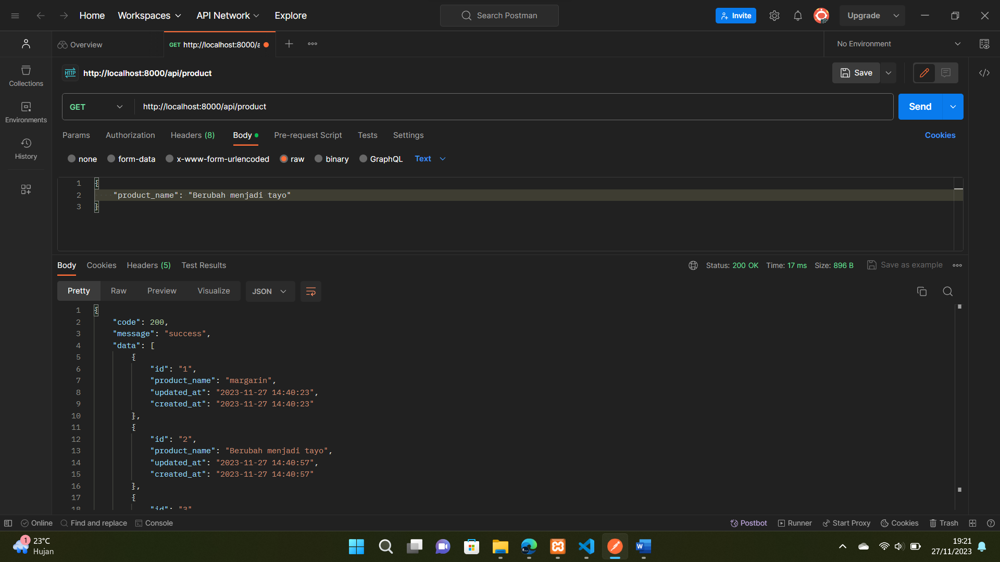 Home Workspaces API Network Explore Search Postman Invite Upgrade
Overview GET http://localhost:8000/a No Environment
HTTP http://localhost:8000/api/product Save
Collections
Environments
History
GET http://localhost:8000/api/product Send
Params Authorization Headers (8) Body Pre-request Script Tests Settings Cookies
none form-data x-www-form-urlencoded raw binary GraphQL Text
1 {
2 "product_name": "Berubah menjadi tayo"
3 }
Body Cookies Headers (5) Test Results Status: 200 OK Time: 17 ms Size: 896 B Save as example
Pretty Raw Preview Visualize JSON
1 {
2 "code": 200,
3 "message": "success",
4 "data": [
5 {
6 "id": "1",
7 "product_name": "margarin",
8 "updated_at": "2023-11-27 14:40:23",
9 "created_at": "2023-11-27 14:40:23"
10 },
11 {
12 "id": "2",
13 "product_name": "Berubah menjadi tayo",
14 "updated_at": "2023-11-27 14:40:57",
15 "created_at": "2023-11-27 14:40:57"
16 },
17 {
18 "id": "3"
Online Find and replace Console Postbot Runner Start Proxy Cookies Trash
1 23°C
Hujan
W
19:21
27/11/2023